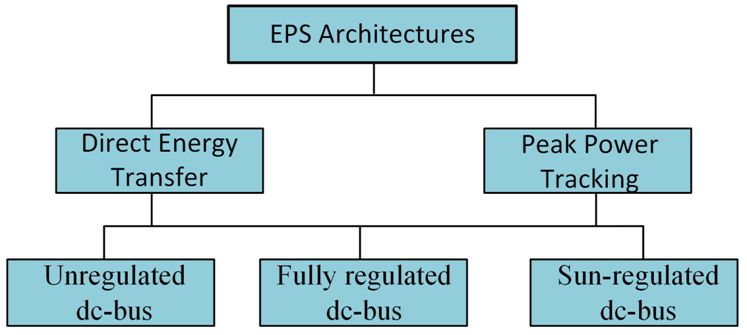 EPS Architectures
Direct Energy
Transfer
Peak Power
Tracking
Unregulated
dc-bus
Fully regulated
dc-bus
Sun-regulated
dc-bus